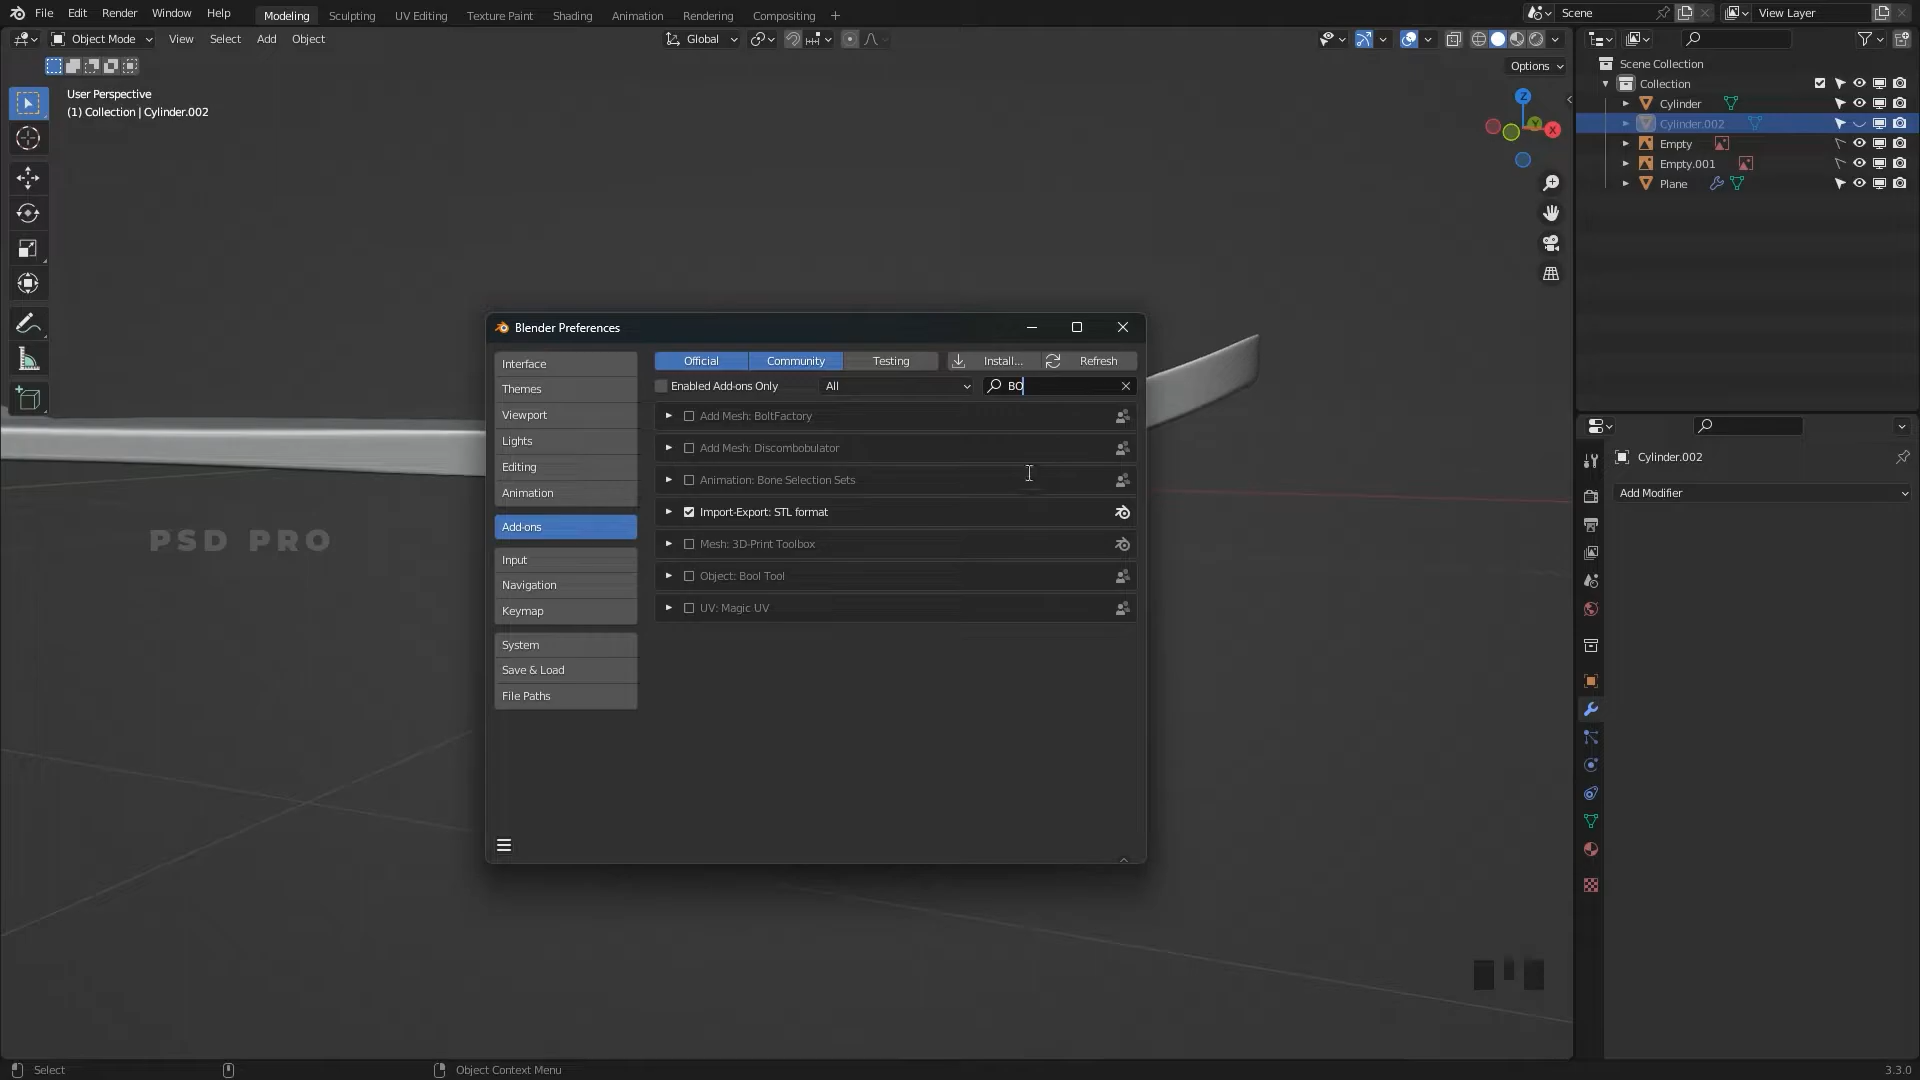 File Edit Render Window Help Modeling Sculpting UV Editing Texture Paint Shading Animation Rendering Compositing + Scene View Layer
Object Mode View Select Add Object Global
Options
User Perspective
(1) Collection | Cylinder.002
Z
Y
X
Scene Collection
Collection
Cylinder
Cylinder.002
Empty
Empty.001
Plane
Blender Preferences
Interface
Themes
Viewport
Lights
Editing
Animation
Add-ons
Input
Navigation
Keymap
System
Save & Load
File Paths
Official Community Testing Install... Refresh
Enabled Add-ons Only All BO
Add Mesh: BoltFactory
Add Mesh: Discombobulator
Animation: Bone Selection Sets
Import-Export: STL format
Mesh: 3D-Print Toolbox
Object: Bool Tool
UV: Magic UV
Cylinder.002
Add Modifier
PSD PRO
Select Object Context Menu 3.3.0